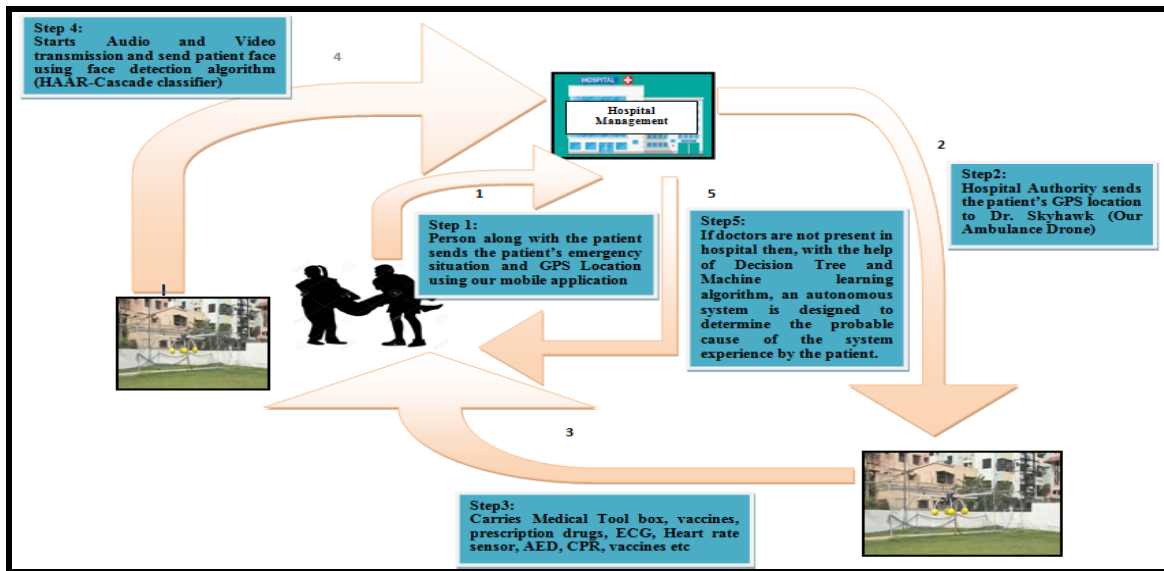 Step 4:
Starts Audio and Video
transmission and send patient face
using face detection algorithm
(HAAR-Cascade classifier)
4
HOSPITAL
Hospital
Management
1
Step 1:
Person along with the patient
sends the patient's emergency
situation and GPS Location
using our mobile application
5
Step5:
If doctors are not present in
hospital then, with the help
of Decision Tree and
Machine learning
algorithm, an autonomous
system is designed to
determine the probable
cause of the system
experience by the patient.
2
Step2:
Hospital Authority sends
the patient's GPS location
to Dr. Skyhawk (Our
Ambulance Drone)
3
Step3:
Carries Medical Tool box, vaccines,
prescription drugs, ECG, Heart rate
sensor, AED, CPR, vaccines etc